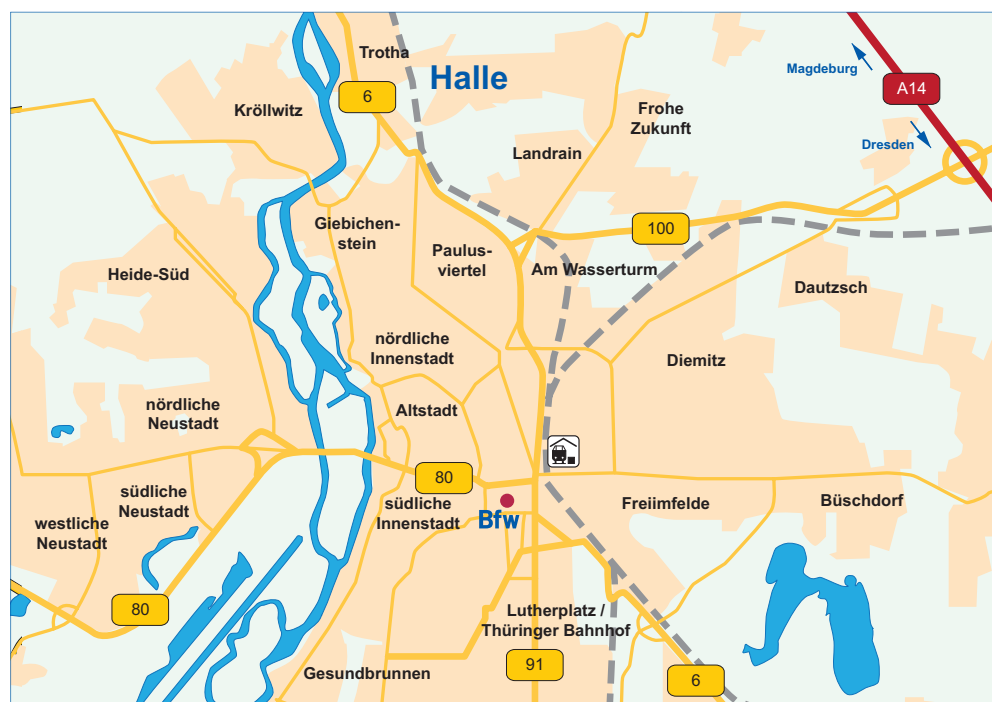 Trotha
Halle
Magdeburg
A14
6
Kröllwitz
Frohe
Zukunft
Dresden
Landrain
Giebichen-
stein
Paulus-
viertel
100
Am Wasserturm
Heide-Süd
Dautzsch
nördliche
Innenstadt
Diemitz
nördliche
Neustadt
Altstadt
80
südliche
Neustadt
südliche
Innenstadt
Bfw
Freiimfelde
Büschdorf
westliche
Neustadt
80
Lutherplatz /
Thüringer Bahnhof
91
Gesundbrunnen
6